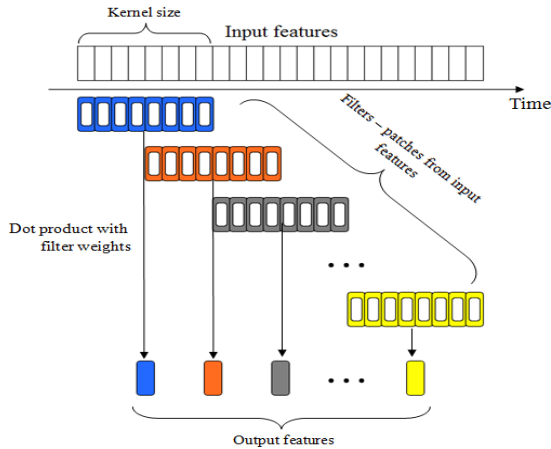 Kernel size
Input features
Time
Filters – patches from input
features
Dot product with
filter weights
Output features